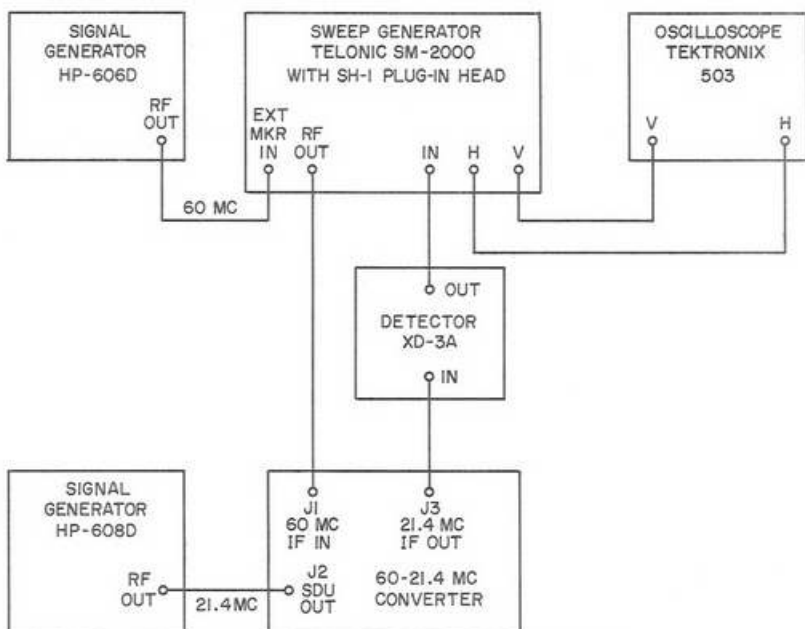 SIGNAL
GENERATOR
HP-606D
RF
OUT
60 MC
SWEEP GENERATOR
TELONIC SM-2000
WITH SH-1 PLUG-IN HEAD
EXT
MKR
IN
RF
OUT
IN
H
V
OSCILLOSCOPE
TEKTRONIX
503
V
H
OUT
DETECTOR
XD-3A
IN
SIGNAL
GENERATOR
HP-608D
RF
OUT
21.4MC
J1
60 MC
IF IN
J3
21.4 MC
IF OUT
J2
SDU
OUT
60-21.4 MC
CONVERTER